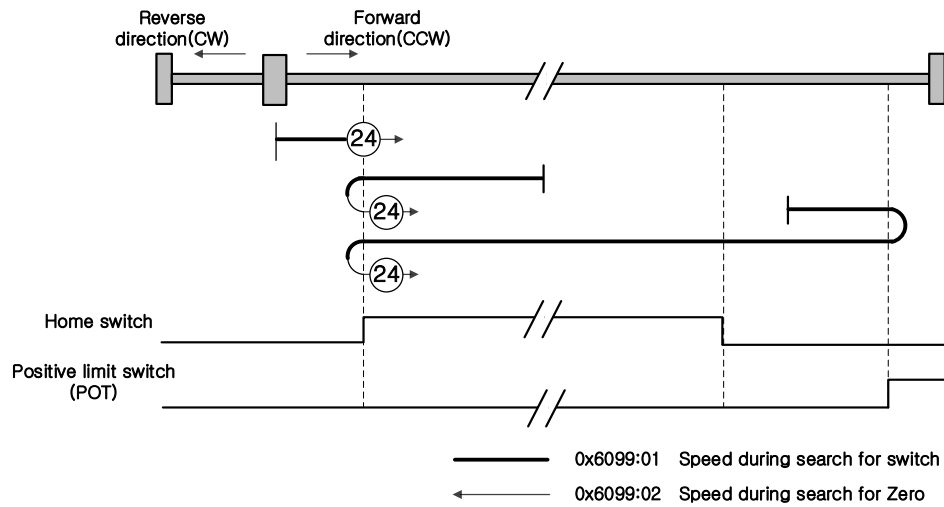 Reverse
direction(CW)
Forward
direction(CCW)
24
24
24
Home switch
Positive limit switch
(POT)
0x6099:01 Speed during search for switch
0x6099:02 Speed during search for Zero